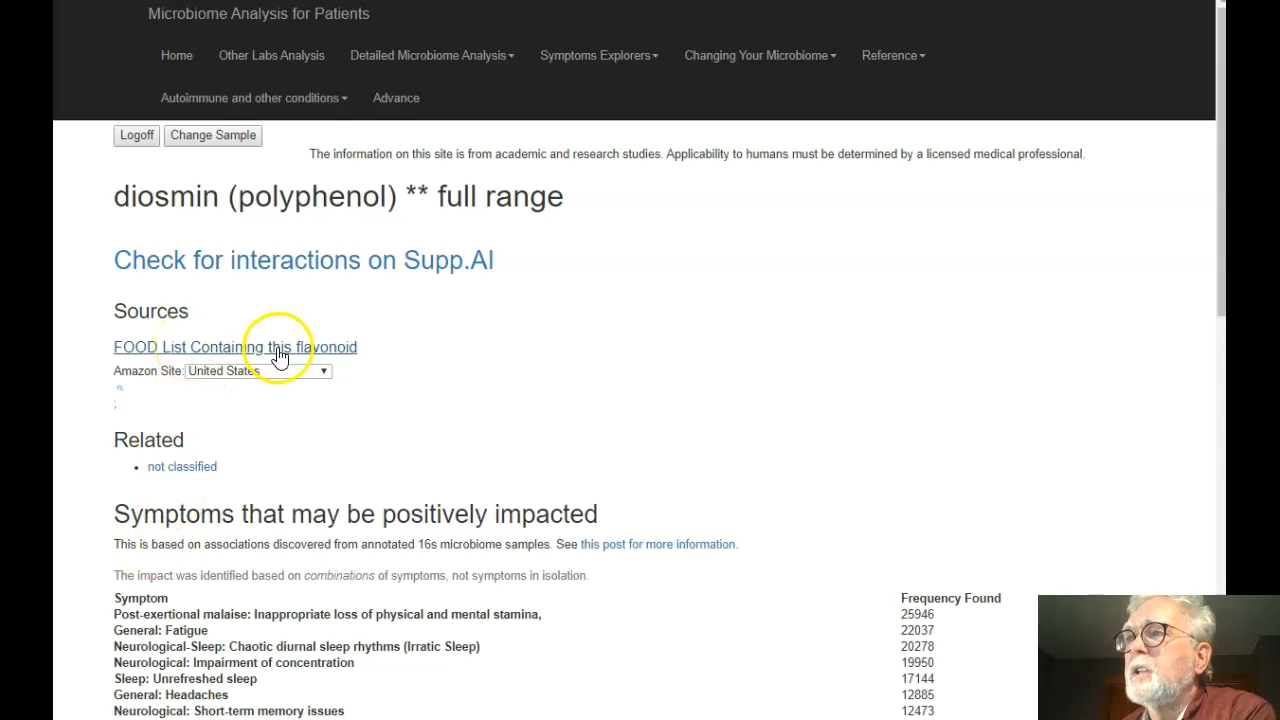 Microbiome Analysis for Patients
Home Other Labs Analysis Detailed Microbiome Analysis Symptoms Explorers Changing Your Microbiome Reference
Autoimmune and other conditions Advance
Logoff Change Sample
The information on this site is from academic and research studies. Applicability to humans must be determined by a licensed medical professional.
diosmin (polyphenol) ** full range
Check for interactions on Supp.AI
Sources
FOOD List Containing this flavonoid
Amazon Site: United States
;
Related
• not classified
Symptoms that may be positively impacted
This is based on associations discovered from annotated 16s microbiome samples. See this post for more information.
The impact was identified based on combinations of symptoms, not symptoms in isolation.
Symptom Frequency Found
Post-exertional malaise: Inappropriate loss of physical and mental stamina, 25946
General: Fatigue 22037
Neurological-Sleep: Chaotic diurnal sleep rhythms (Irratic Sleep) 20278
Neurological: Impairment of concentration 19950
Sleep: Unrefreshed sleep 17144
General: Headaches 12885
Neurological: Short-term memory issues 12473